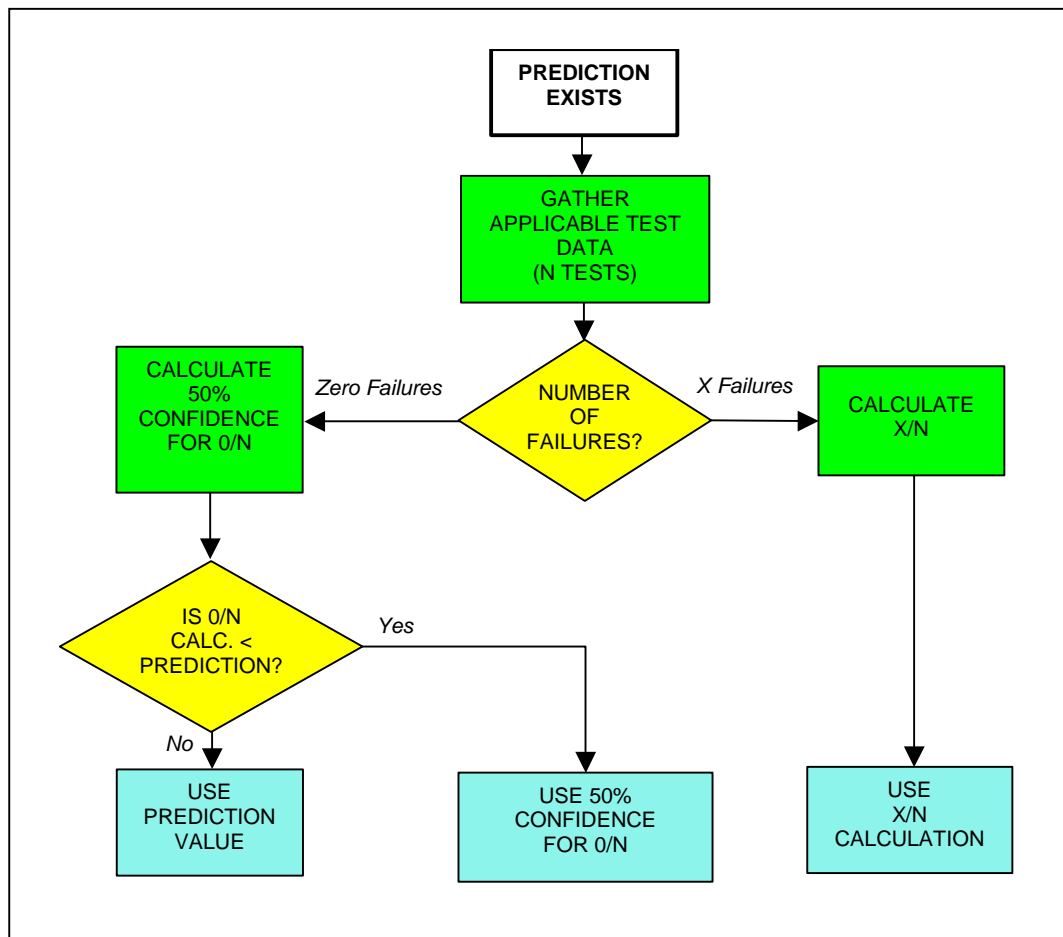 PREDICTION
EXISTS
GATHER
APPLICABLE TEST
DATA
(N TESTS)
NUMBER
OF
FAILURES?
Zero Failures
X Failures
CALCULATE
50%
CONFIDENCE
FOR 0/N
CALCULATE
X/N
IS 0/N
CALC. <
PREDICTION?
Yes
No
USE
PREDICTION
VALUE
USE 50%
CONFIDENCE
FOR 0/N
USE
X/N
CALCULATION